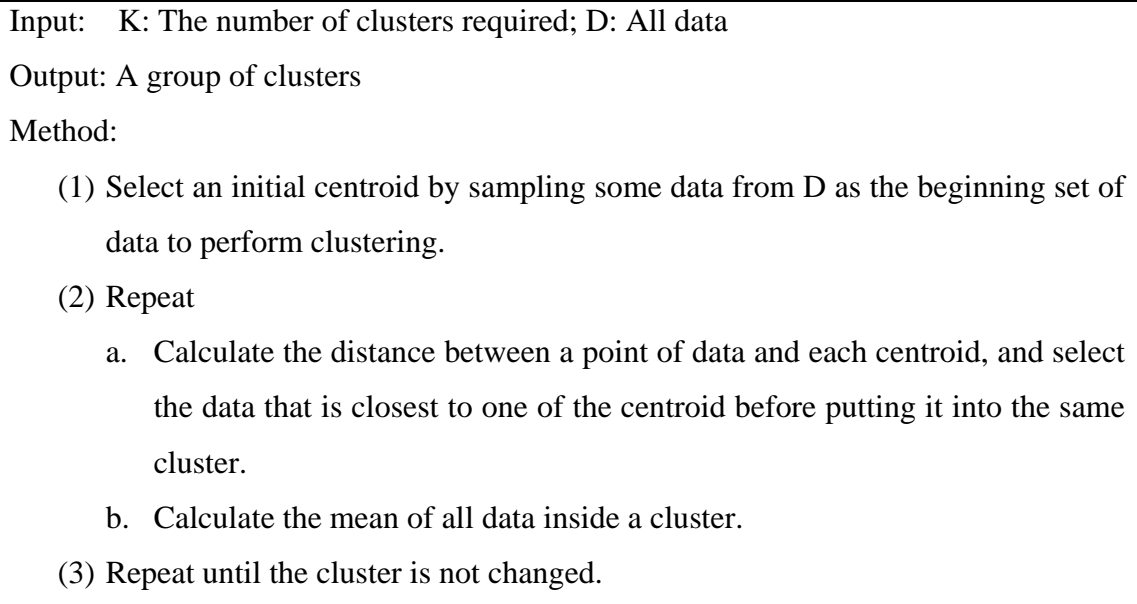 Input: K: The number of clusters required; D: All data
Output: A group of clusters
Method:
(1) Select an initial centroid by sampling some data from D as the beginning set of
data to perform clustering.
(2) Repeat
a. Calculate the distance between a point of data and each centroid, and select
the data that is closest to one of the centroid before putting it into the same
cluster.
b. Calculate the mean of all data inside a cluster.
(3) Repeat until the cluster is not changed.